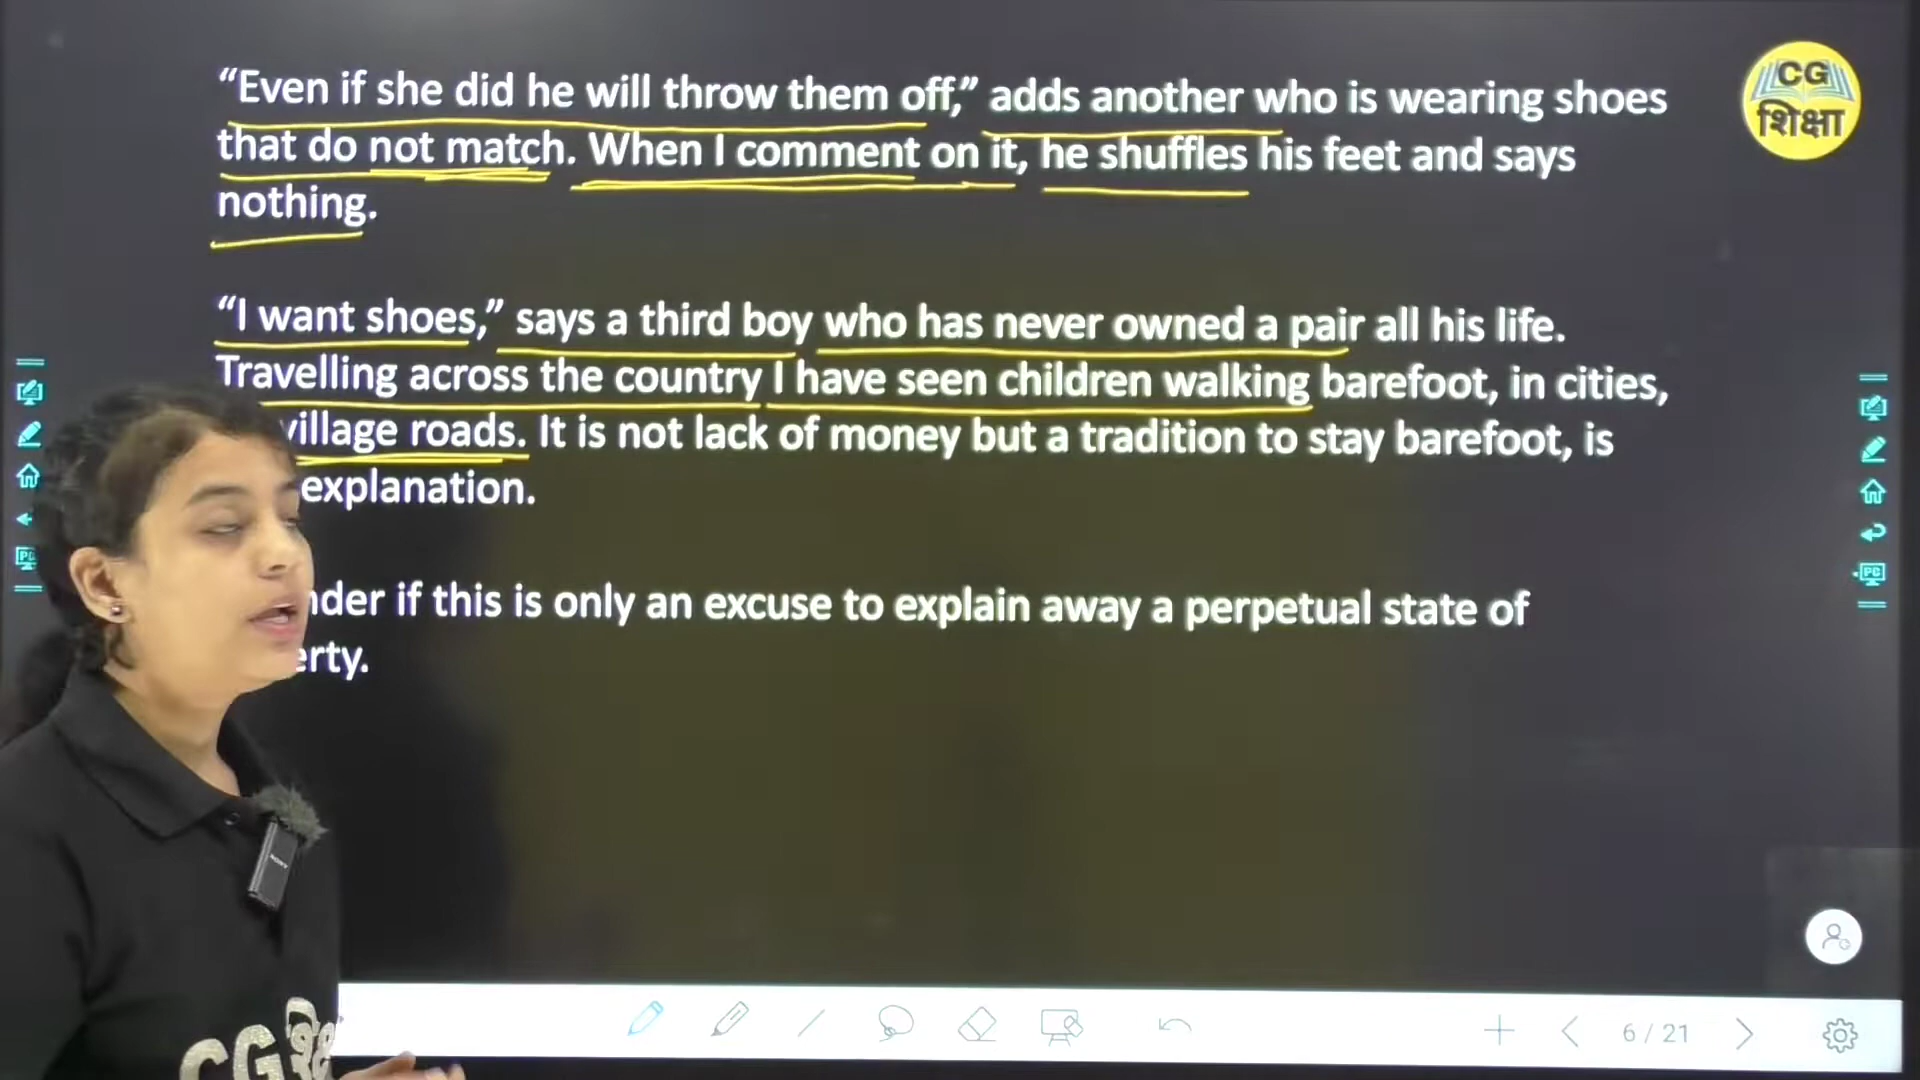 “Even if she did he will throw them off,” adds another who is wearing shoes
that do not match. When I comment on it, he shuffles his feet and says
nothing.
“I want shoes,” says a third boy who has never owned a pair all his life.
Travelling across the country I have seen children walking barefoot, in cities,
village roads. It is not lack of money but a tradition to stay barefoot, is
explanation.
if this is only an excuse to explain away a perpetual state of
CG
शिक्षा
PC
SONY
CG
6 / 21